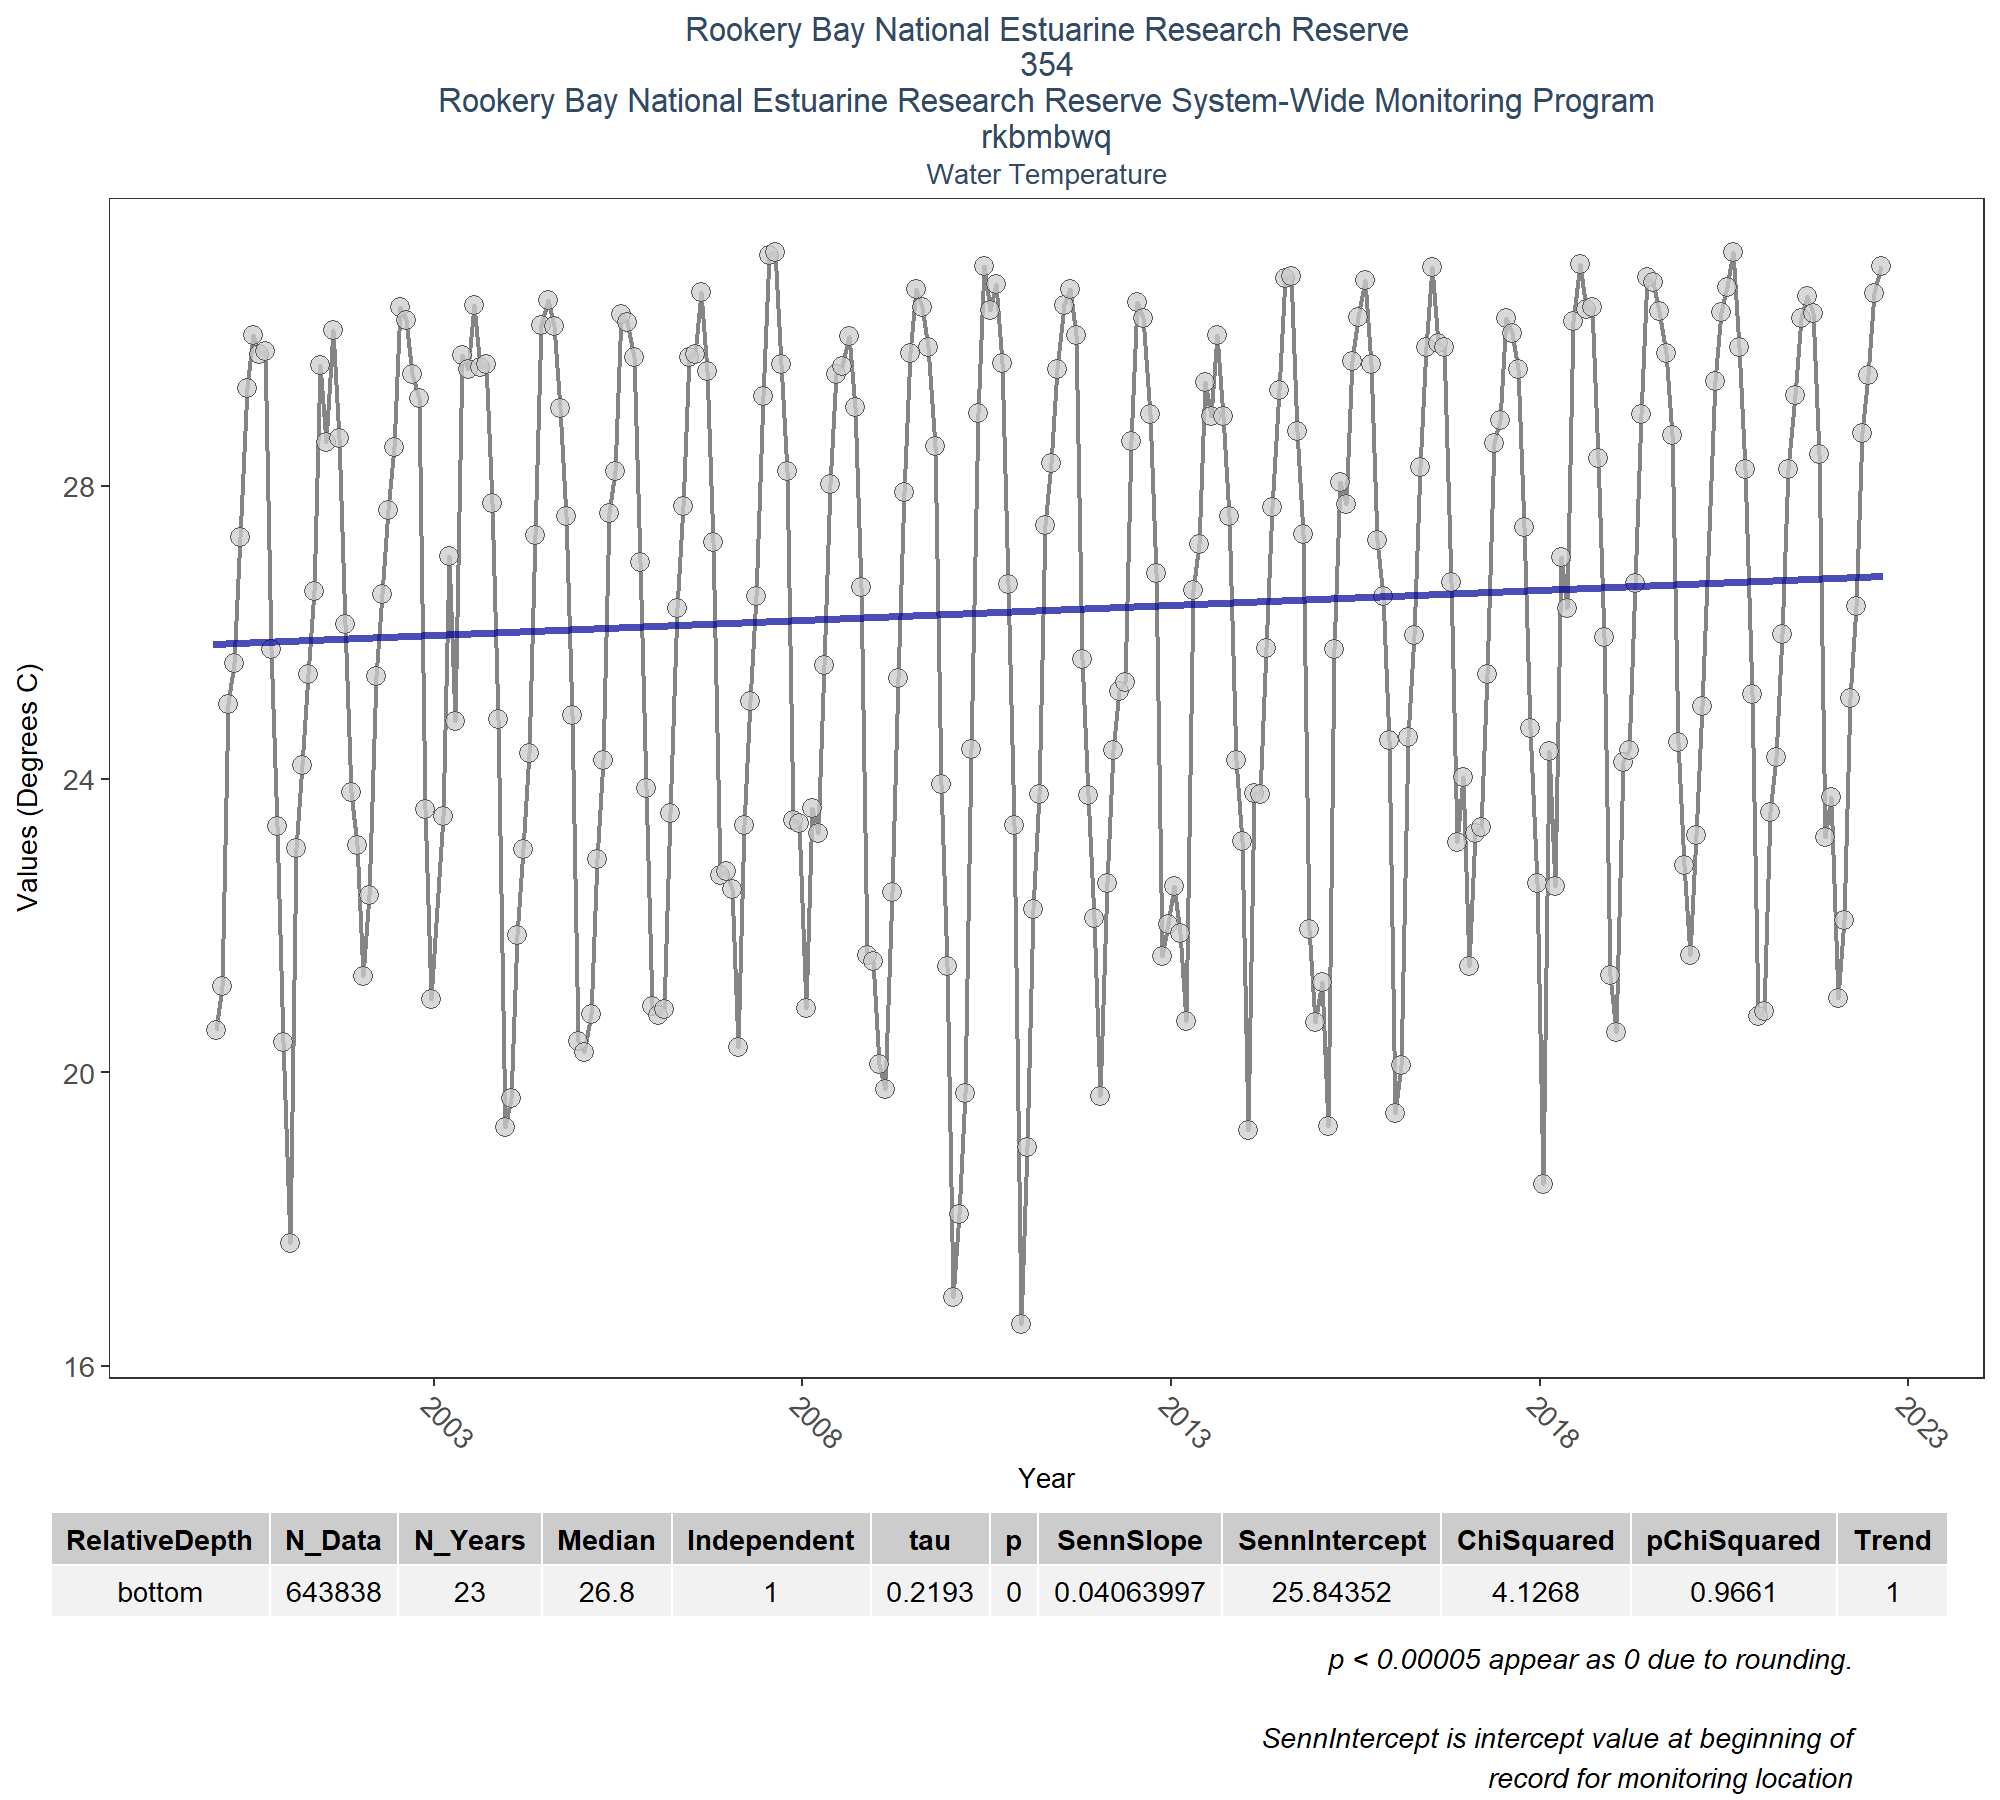 Rookery Bay National Estuarine Research Reserve
354
Rookery Bay National Estuarine Research Reserve System-Wide Monitoring Program
rkbmbwq
Water Temperature
Values (Degrees C)
28
24
20
16
2003 2008 2013 2018 2023
Year
RelativeDepth N_Data N_Years Median Independent tau p SennSlope SennIntercept ChiSquared pChiSquared Trend
bottom 643838 23 26.8 1 0.2193 0 0.04063997 25.84352 4.1268 0.9661 1
p < 0.00005 appear as 0 due to rounding.
SennIntercept is intercept value at beginning of
record for monitoring location